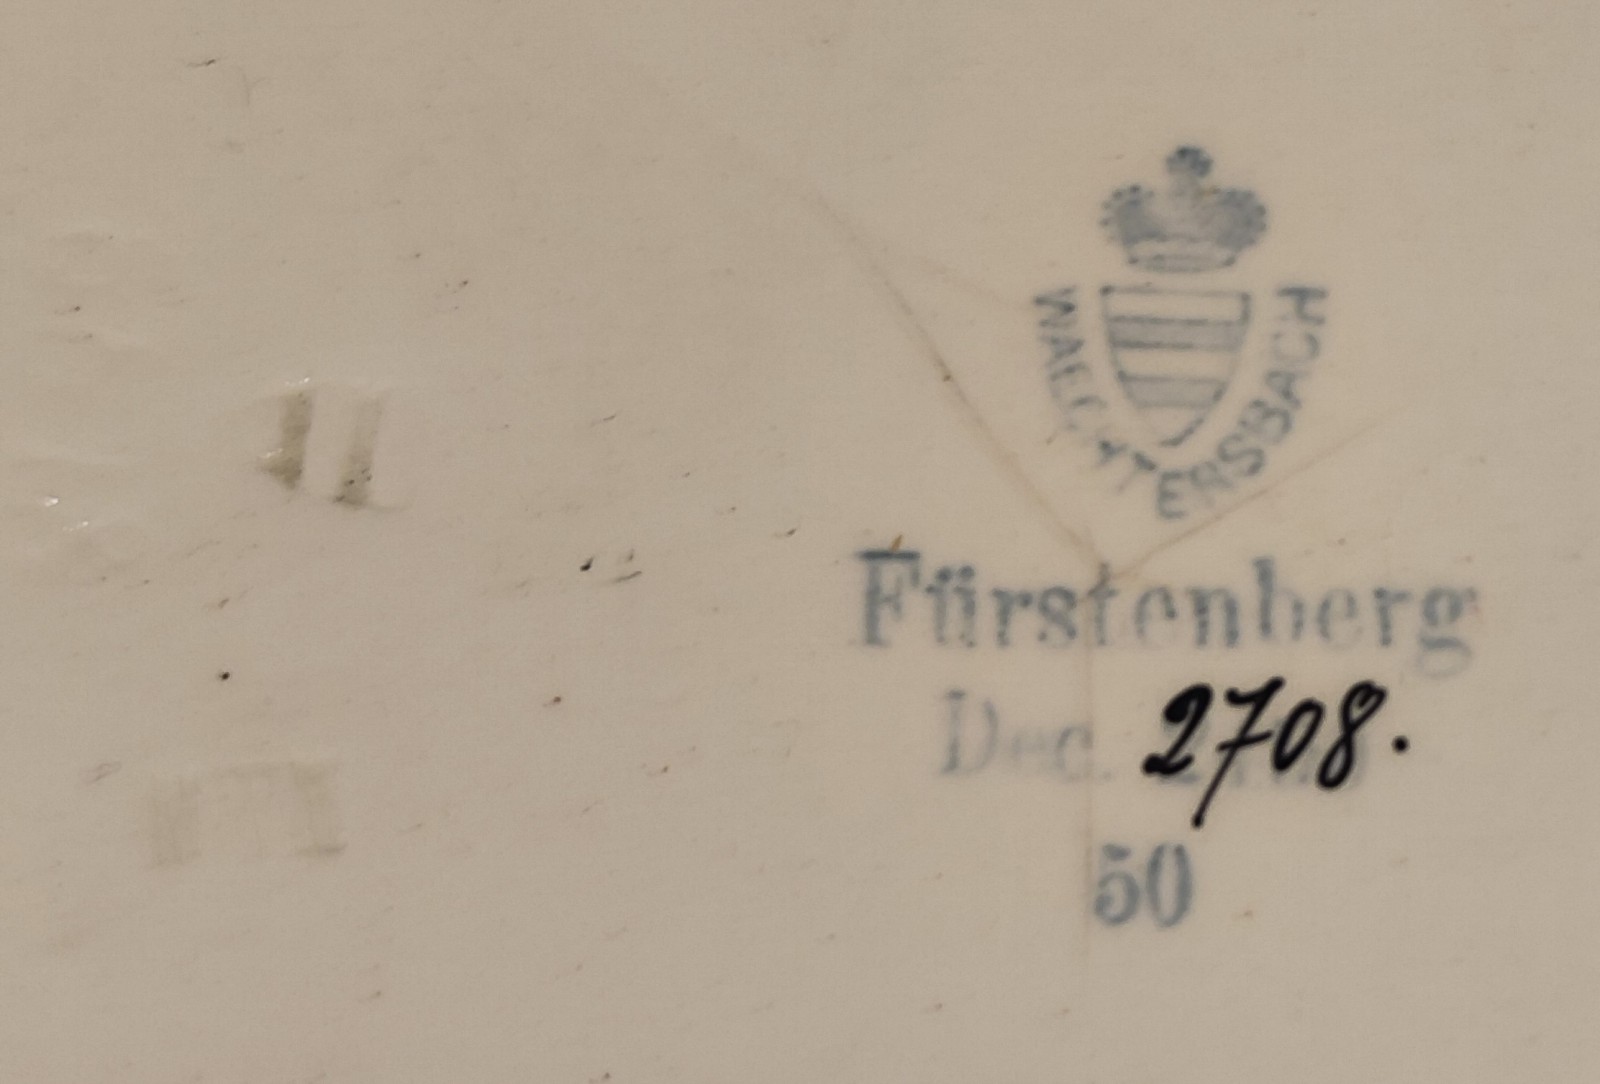 WAECHTERSBACH
Fürstenberg
Dec. 2708.
50